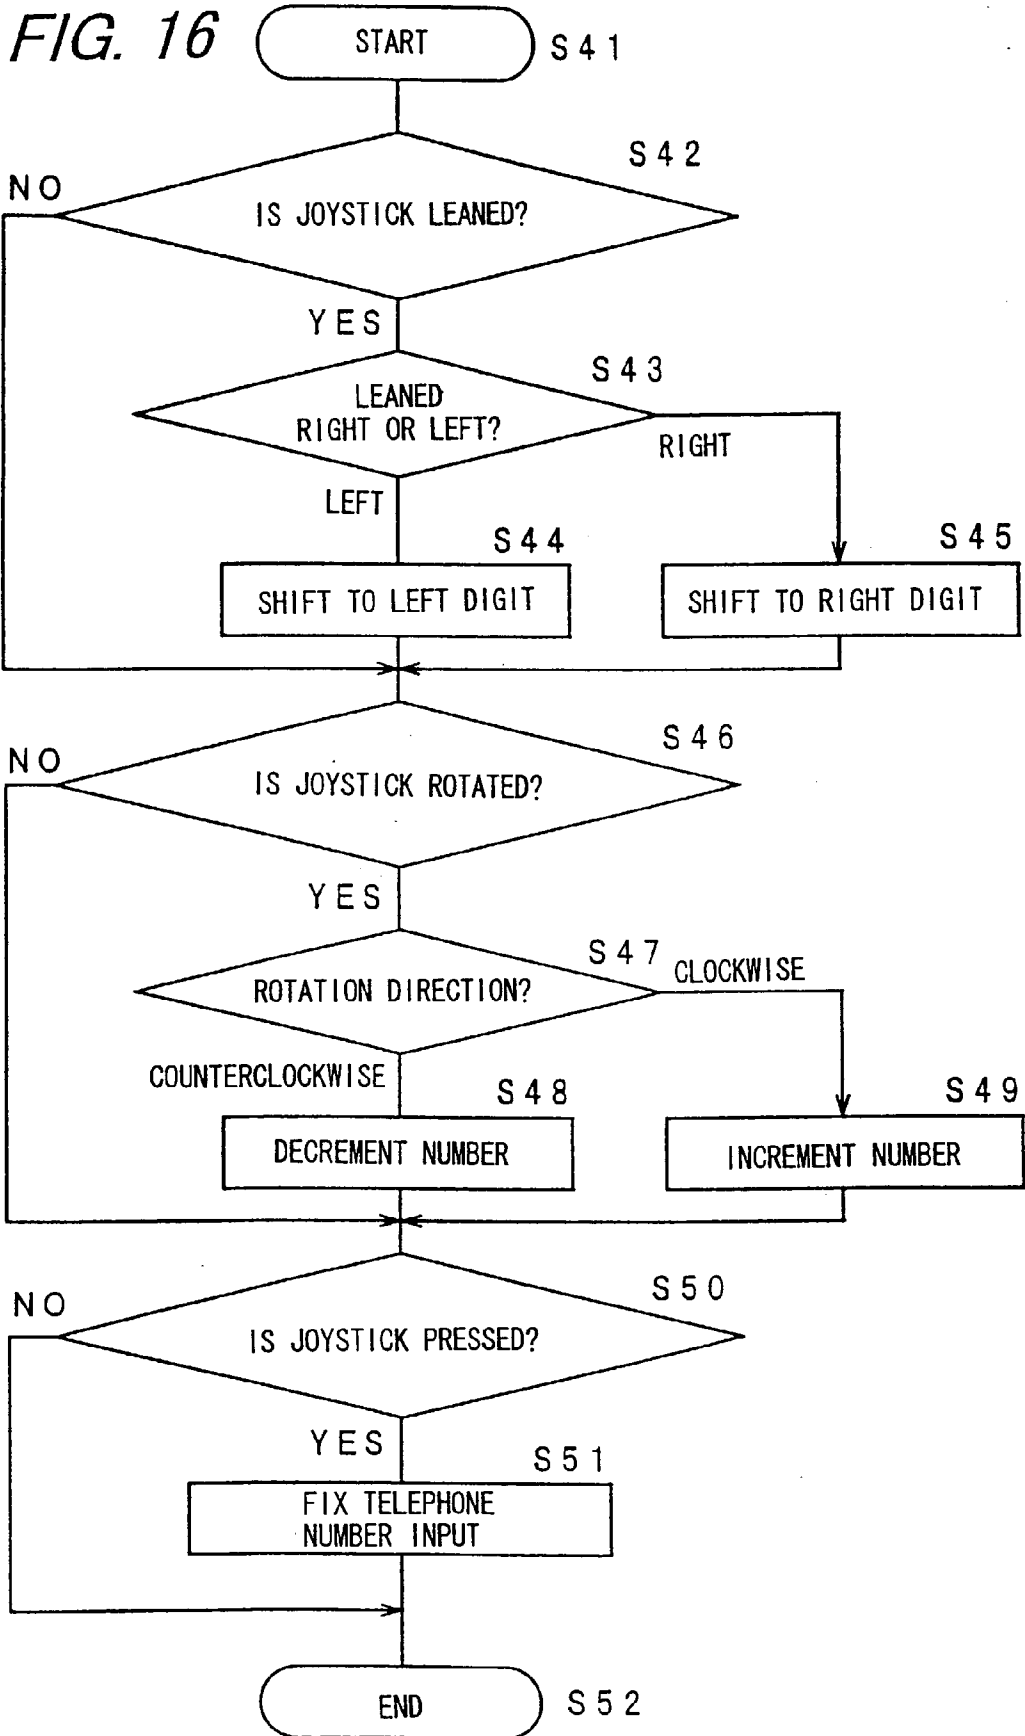 FIG. 16
START
S41
S42
NO
IS JOYSTICK LEANED?
YES
S43
LEANED
RIGHT OR LEFT?
RIGHT
LEFT
S44
S45
SHIFT TO LEFT DIGIT
SHIFT TO RIGHT DIGIT
S46
NO
IS JOYSTICK ROTATED?
YES
S47
CLOCKWISE
ROTATION DIRECTION?
COUNTERCLOCKWISE
S48
S49
DECREMENT NUMBER
INCREMENT NUMBER
S50
NO
IS JOYSTICK PRESSED?
YES
S51
FIX TELEPHONE
NUMBER INPUT
END
S52